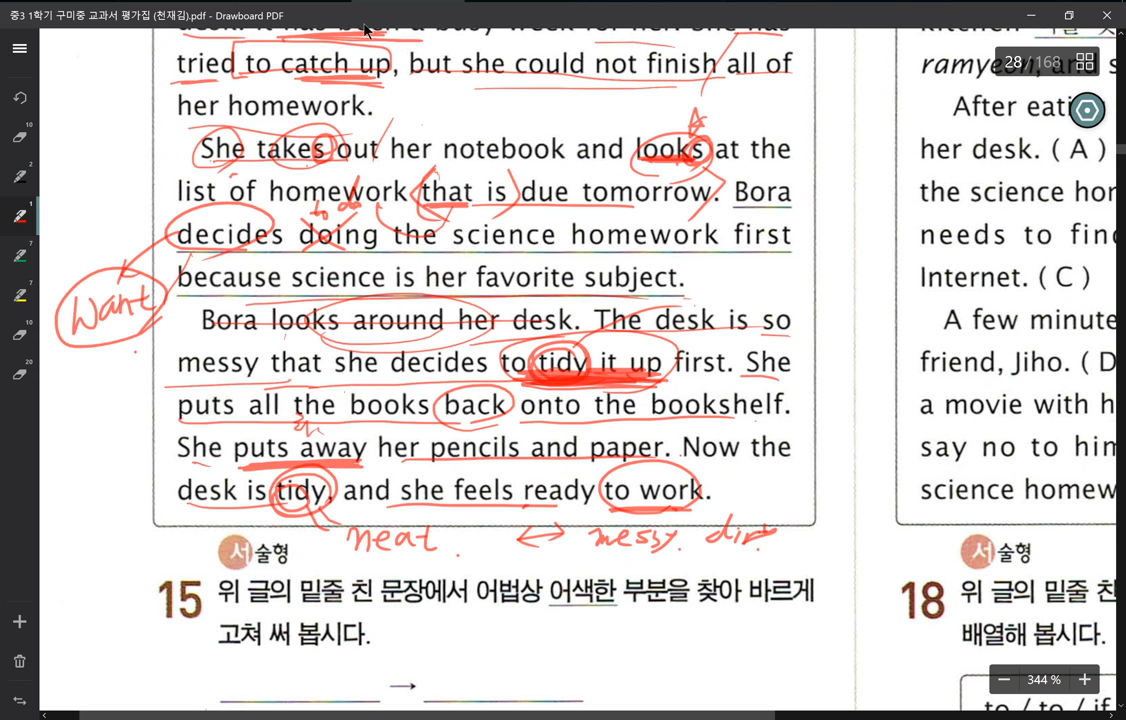 중3 1학기 구미중 교과서 평가집 (천재김).pdf - Drawboard PDF
28 / 168
tried to catch up, but she could not finish all of
her homework.
She takes out her notebook and looks at the
list of homework that is due tomorrow. Bora
to do
decides doing the science homework first
because science is her favorite subject.
want
Bora looks around her desk. The desk is so
messy that she decides to tidy it up first. She
puts all the books back onto the bookshelf.
She puts away her pencils and paper. Now the
desk is tidy, and she feels ready to work.
neat. ↔ messy.
서술형
15 위 글의 밑줄 친 문장에서 어법상 어색한 부분을 찾아 바르게
고쳐 써 봅시다.
→
ramyeon, and s
After eati
her desk. ( A )
the science hor
needs to find
Internet. ( C )
A few minute
friend, Jiho. ( D
a movie with h
say no to him
science homew
서술형
18 위 글의 밑줄 친
배열해 봅시다.
to / to / if
344 %
10
2
1
7
7
10
20